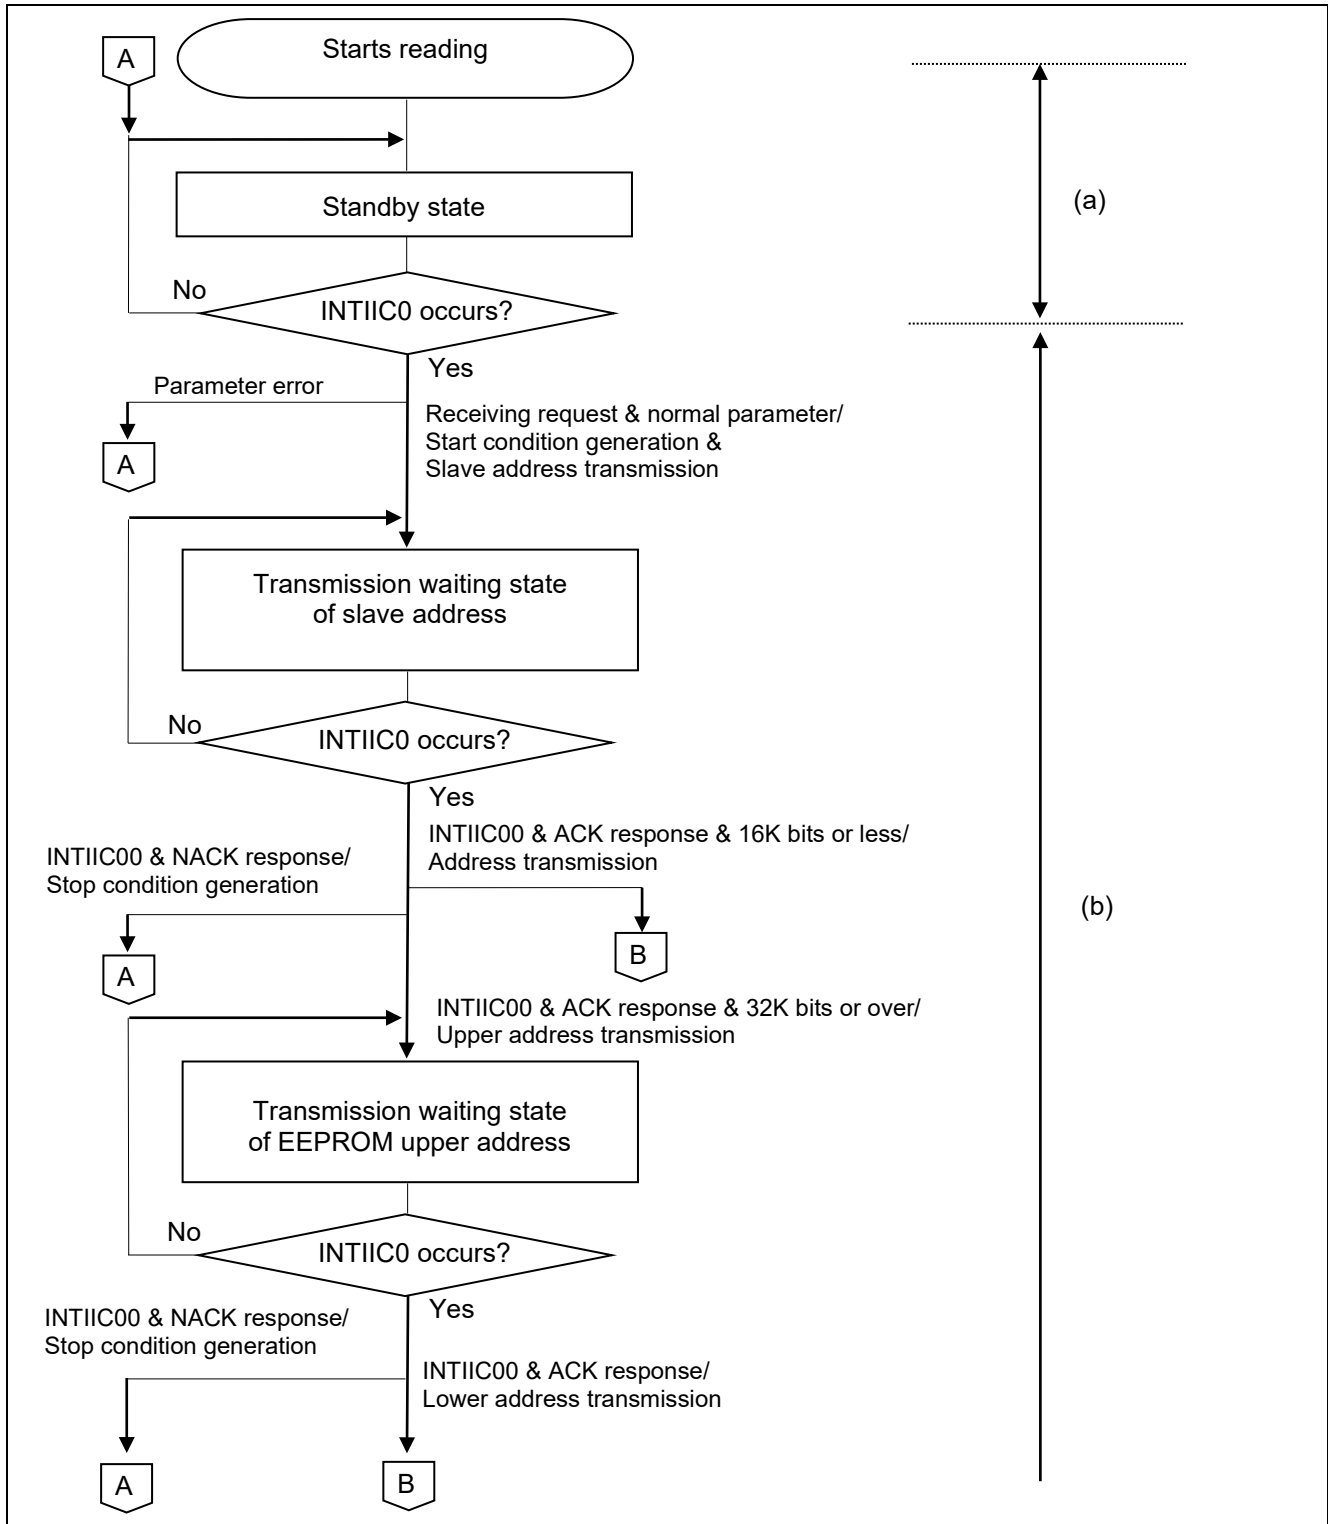 Starts reading
A
Standby state
(a)
No
INTIIC0 occurs?
Yes
Parameter error
Receiving request & normal parameter/
Start condition generation &
Slave address transmission
A
Transmission waiting state
of slave address
No
INTIIC0 occurs?
Yes
INTIIC00 & ACK response & 16K bits or less/
Address transmission
INTIIC00 & NACK response/
Stop condition generation
(b)
B
A
INTIIC00 & ACK response & 32K bits or over/
Upper address transmission
Transmission waiting state
of EEPROM upper address
No
INTIIC0 occurs?
Yes
INTIIC00 & NACK response/
Stop condition generation
INTIIC00 & ACK response/
Lower address transmission
A
B